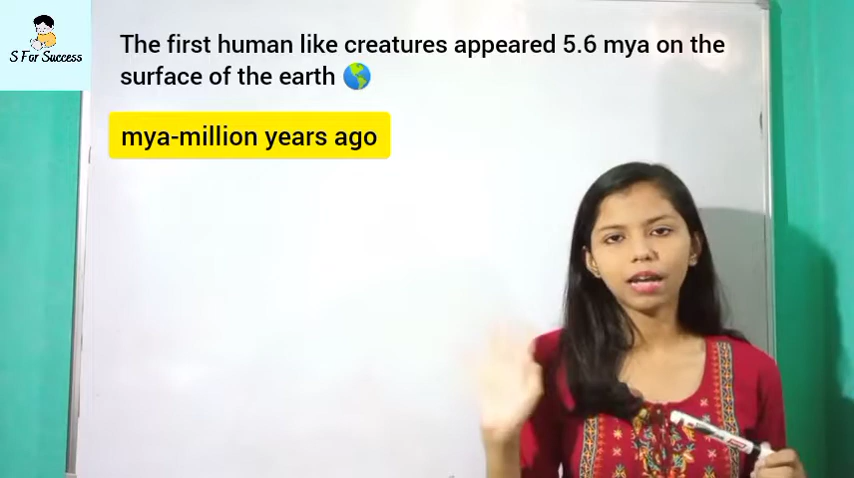 S For Success
The first human like creatures appeared 5.6 mya on the
surface of the earth 🌎
mya-million years ago